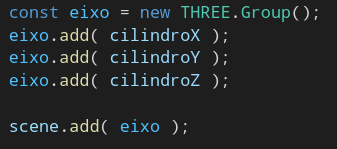 const eixo = new THREE.Group();
eixo.add( cilindroX );
eixo.add( cilindroY );
eixo.add( cilindroZ );
scene.add( eixo );